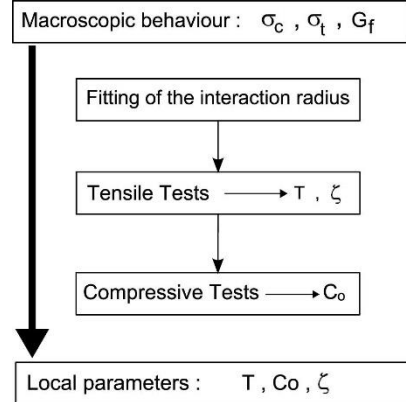 Macroscopic behaviour : σc , σt , Gf
Fitting of the interaction radius
Tensile Tests → T , ζ
Compressive Tests → Co
Local parameters : T , Co , ζ